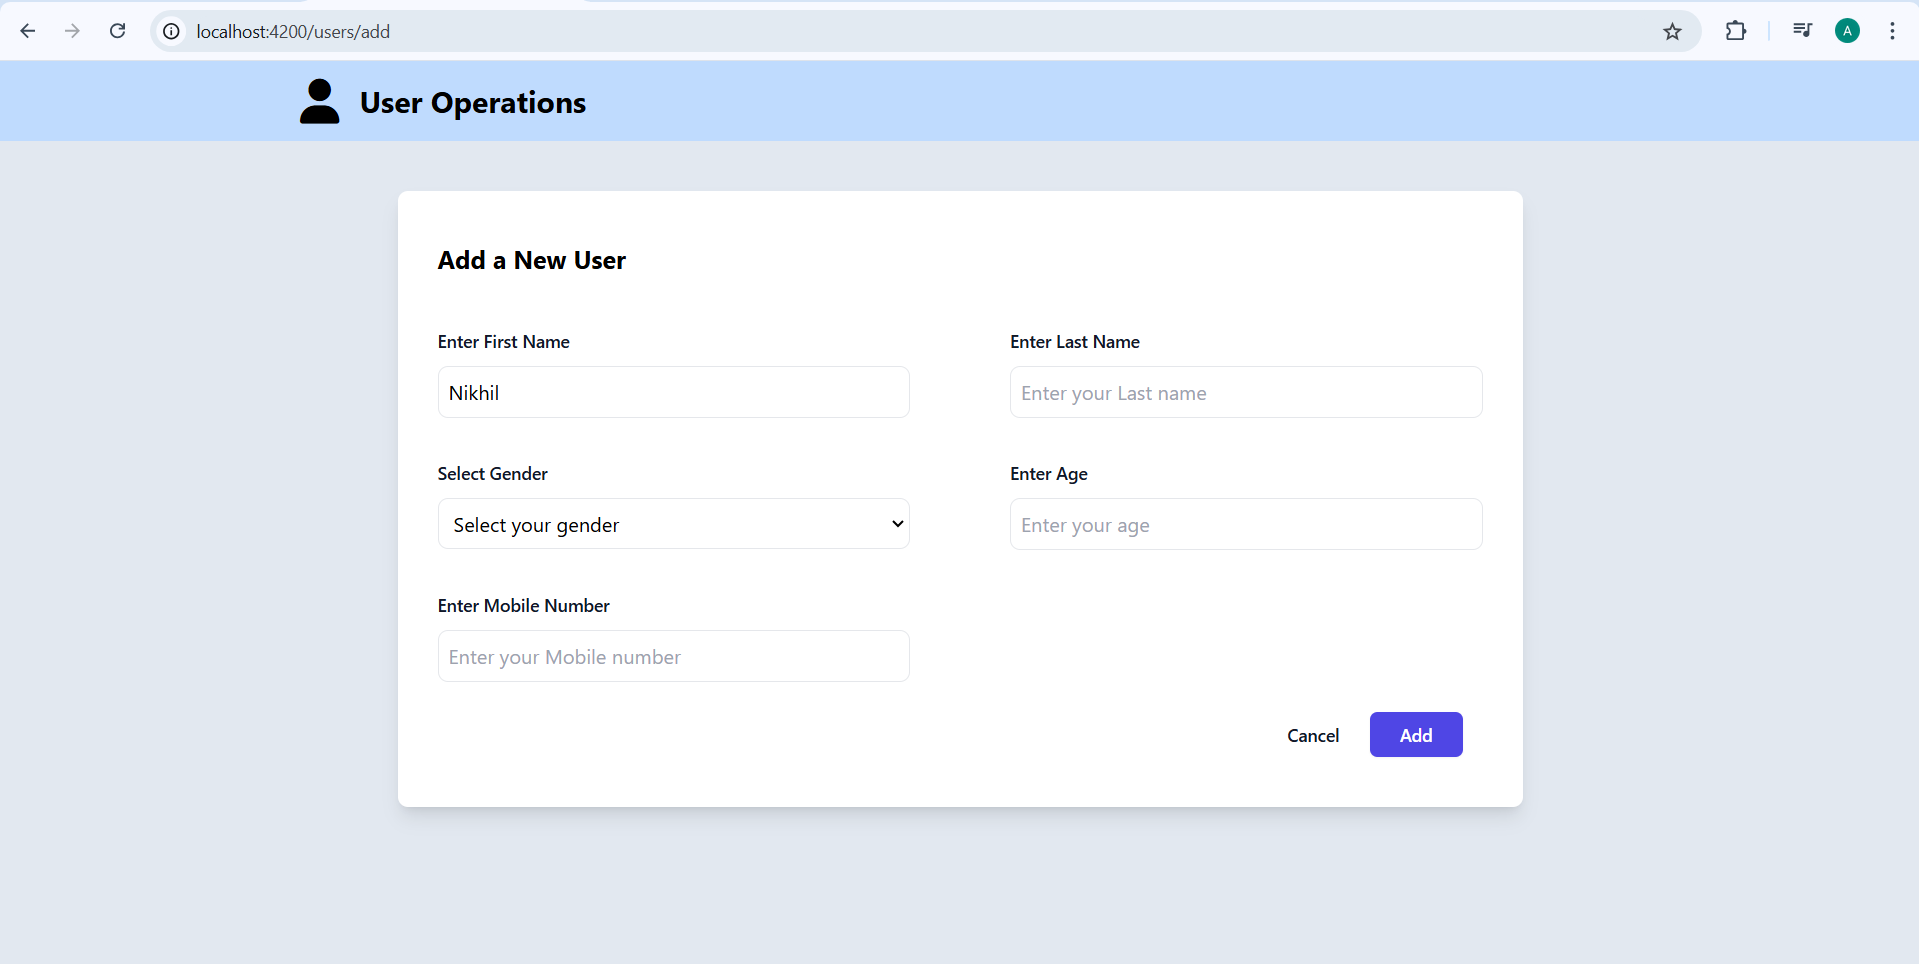 localhost:4200/users/add
A
User Operations
Add a New User
Enter First Name
Enter Last Name
Nikhil
Enter your Last name
Select Gender
Enter Age
Select your gender
Enter your age
Enter Mobile Number
Enter your Mobile number
Cancel
Add